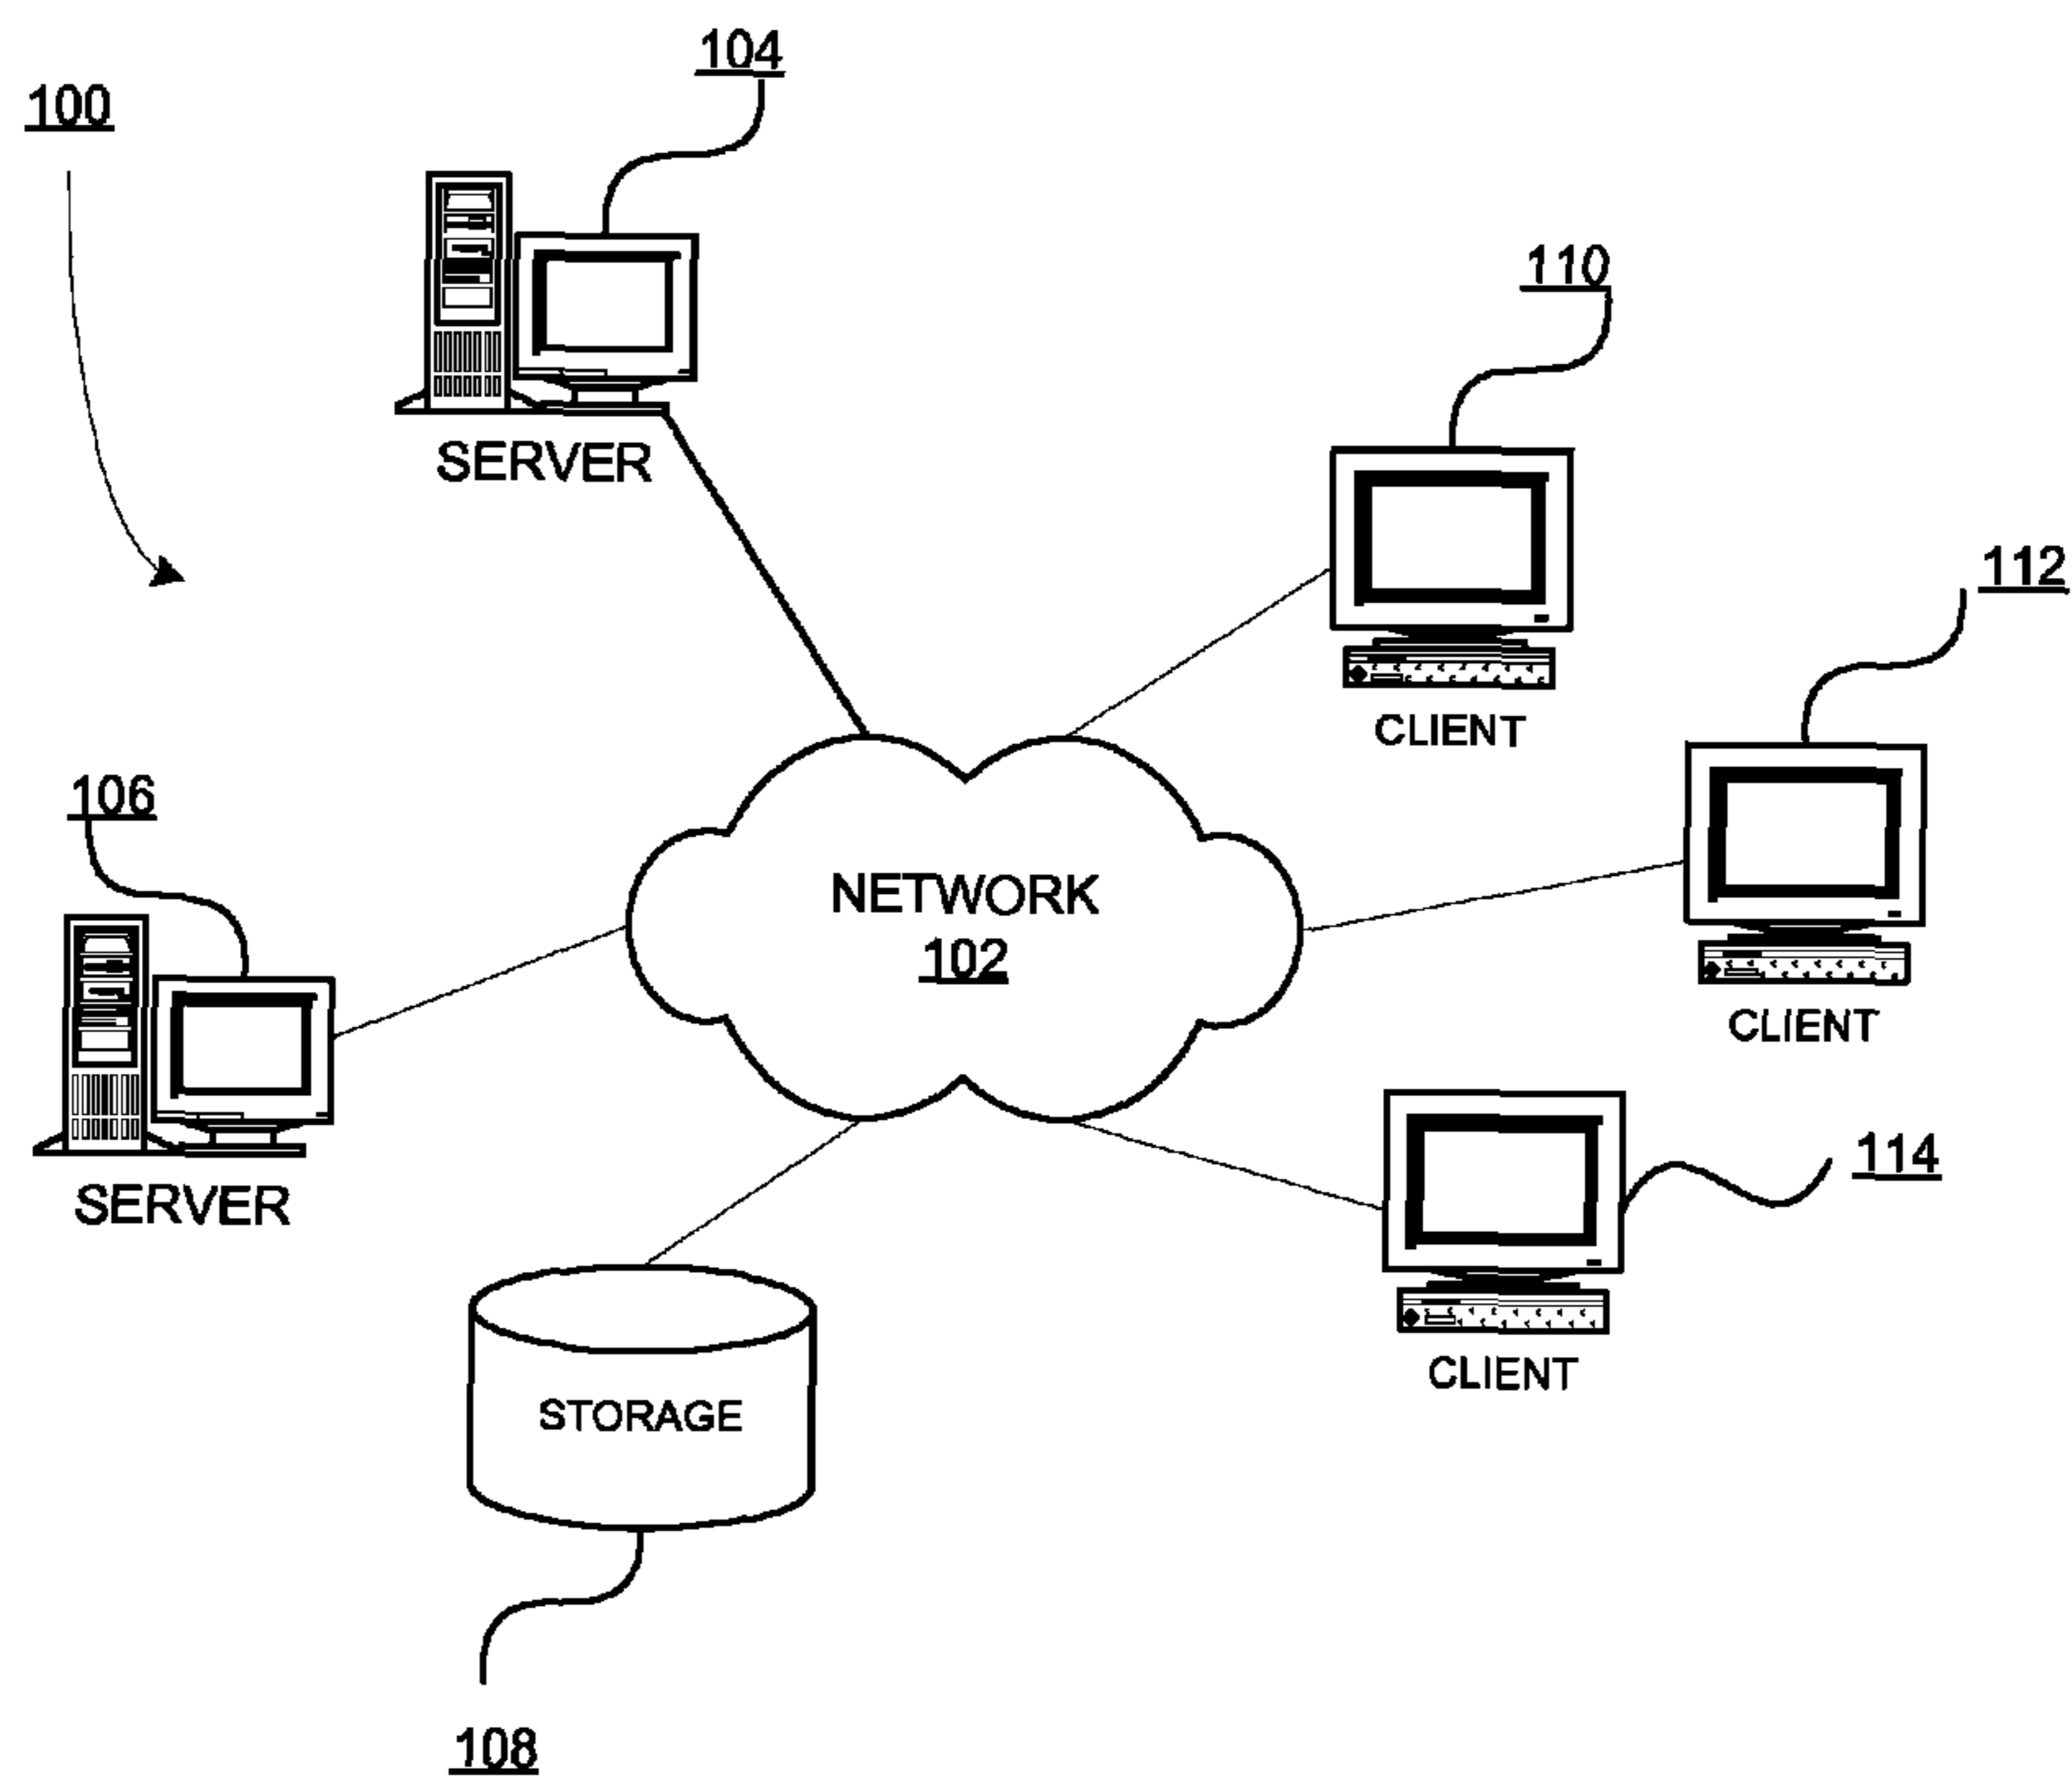 104
100
SERVER
110
112
CLIENT
106
NETWORK
102
CLIENT
114
SERVER
CLIENT
STORAGE
108